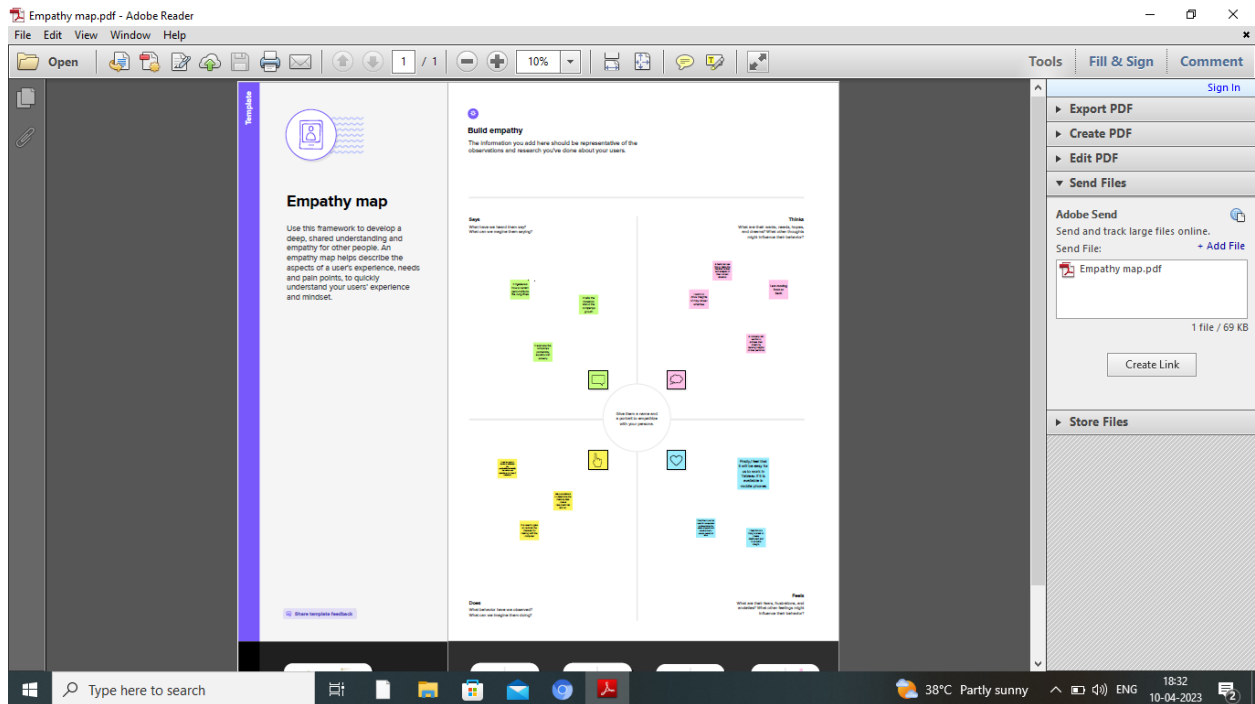 Empathy map.pdf - Adobe Reader
File Edit View Window Help
Open
1 / 1
10%
Tools Fill & Sign Comment
Sign In
Export PDF
Create PDF
Edit PDF
Send Files
Adobe Send
Send and track large files online.
Send File:
+ Add File
Empathy map.pdf
1 file / 69 KB
Create Link
Store Files
Template
Empathy map
Use this framework to develop a
deep, shared understanding and
empathy for other people. An
empathy map helps describe the
aspects of a user's experience, needs
and pain points, to quickly
understand your users' experience
and mindset.
Share template feedback
Build empathy
The information you add here should be representative of the
observations and research you've done about your users.
Says
What have we heard them say?
What can we imagine them saying?
Thinks
What are their wants, needs, hopes,
and dreams? What other thoughts
might influence their behavior?
Give them a name and
a portrait to empathize
with your persona.
Does
What behavior have we observed?
What can we imagine them doing?
Feels
What are their fears, frustrations, and
anxieties? What other feelings might
influence their behavior?
Type here to search
38°C Partly sunny
ENG
18:32
10-04-2023
2